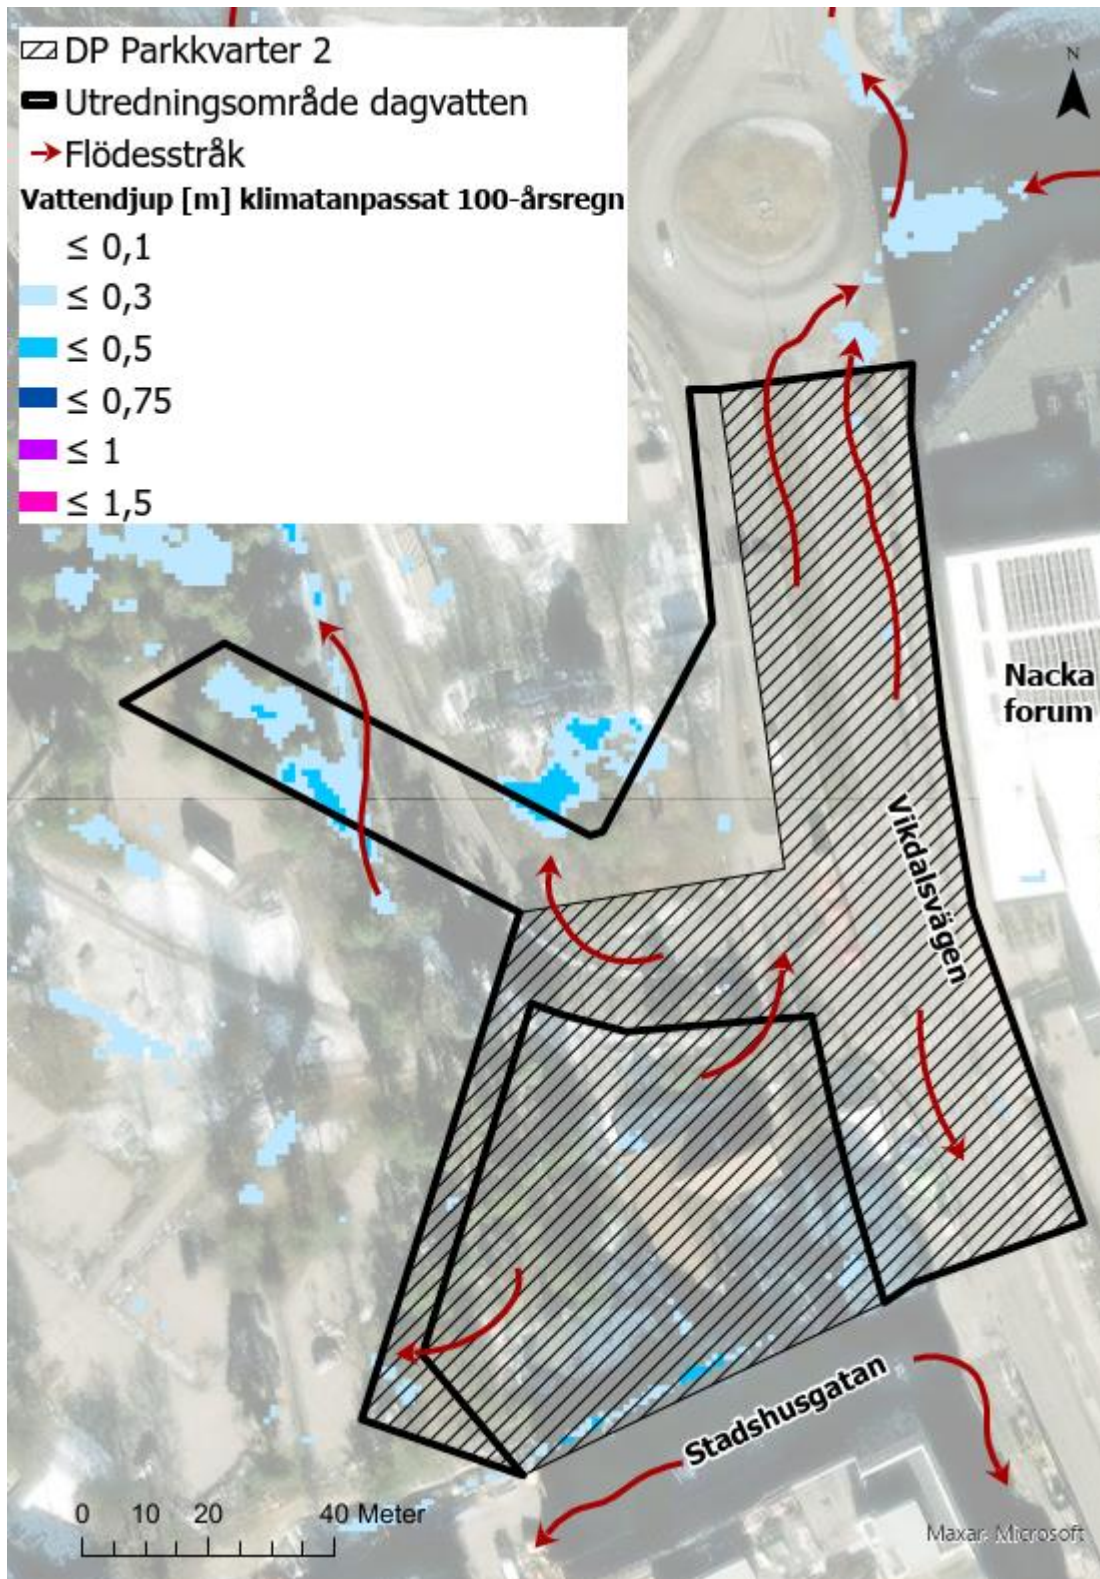 DP Parkkvarter 2
Utredningsområde dagvatten
Flödesstråk
Vattendjup [m] klimatanpassat 100-årsregn
≤ 0,1
≤ 0,3
≤ 0,5
≤ 0,75
≤ 1
≤ 1,5
N
Nacka
forum
Vikdalsvägen
Stadshusgatan
0 10 20 40 Meter
Maxar, Microsoft